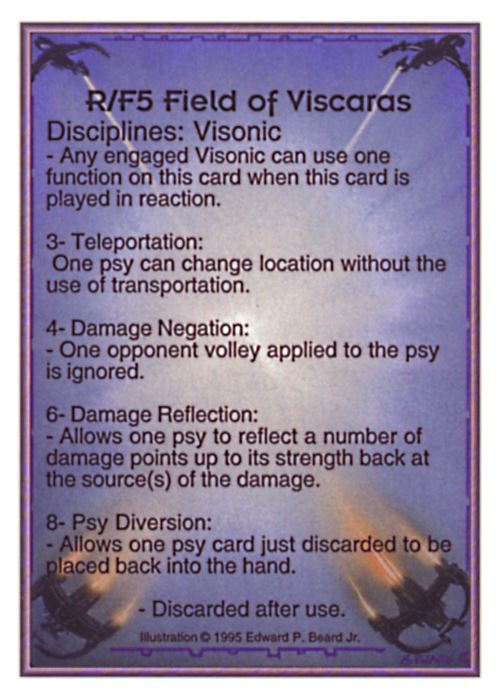 R/F5 Field of Viscaras
Disciplines: Visonic
- Any engaged Visonic can use one
function on this card when this card is
played in reaction.
3- Teleportation:
One psy can change location without the
use of transportation.
4- Damage Negation:
- One opponent volley applied to the psy
is ignored.
6- Damage Reflection:
- Allows one psy to reflect a number of
damage points up to its strength back at
the source(s) of the damage.
8- Psy Diversion:
- Allows one psy card just discarded to be
placed back into the hand.
- Discarded after use.
Illustration © 1995 Edward P. Beard Jr.